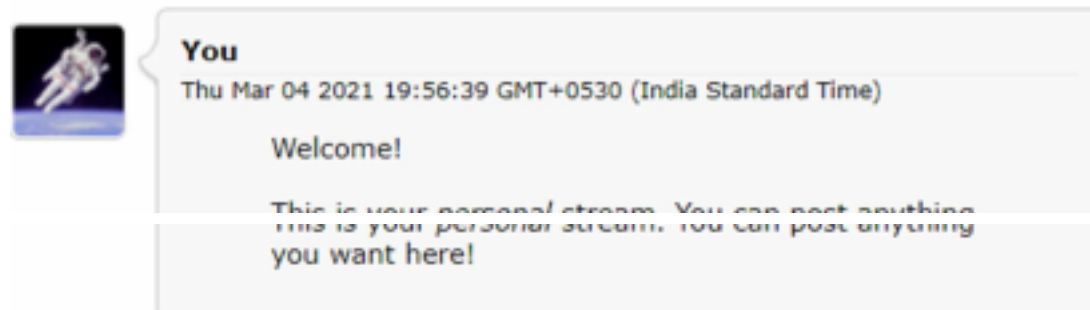 You
Thu Mar 04 2021 19:56:39 GMT+0530 (India Standard Time)
Welcome!
This is your personal stream. You can post anything
you want here!